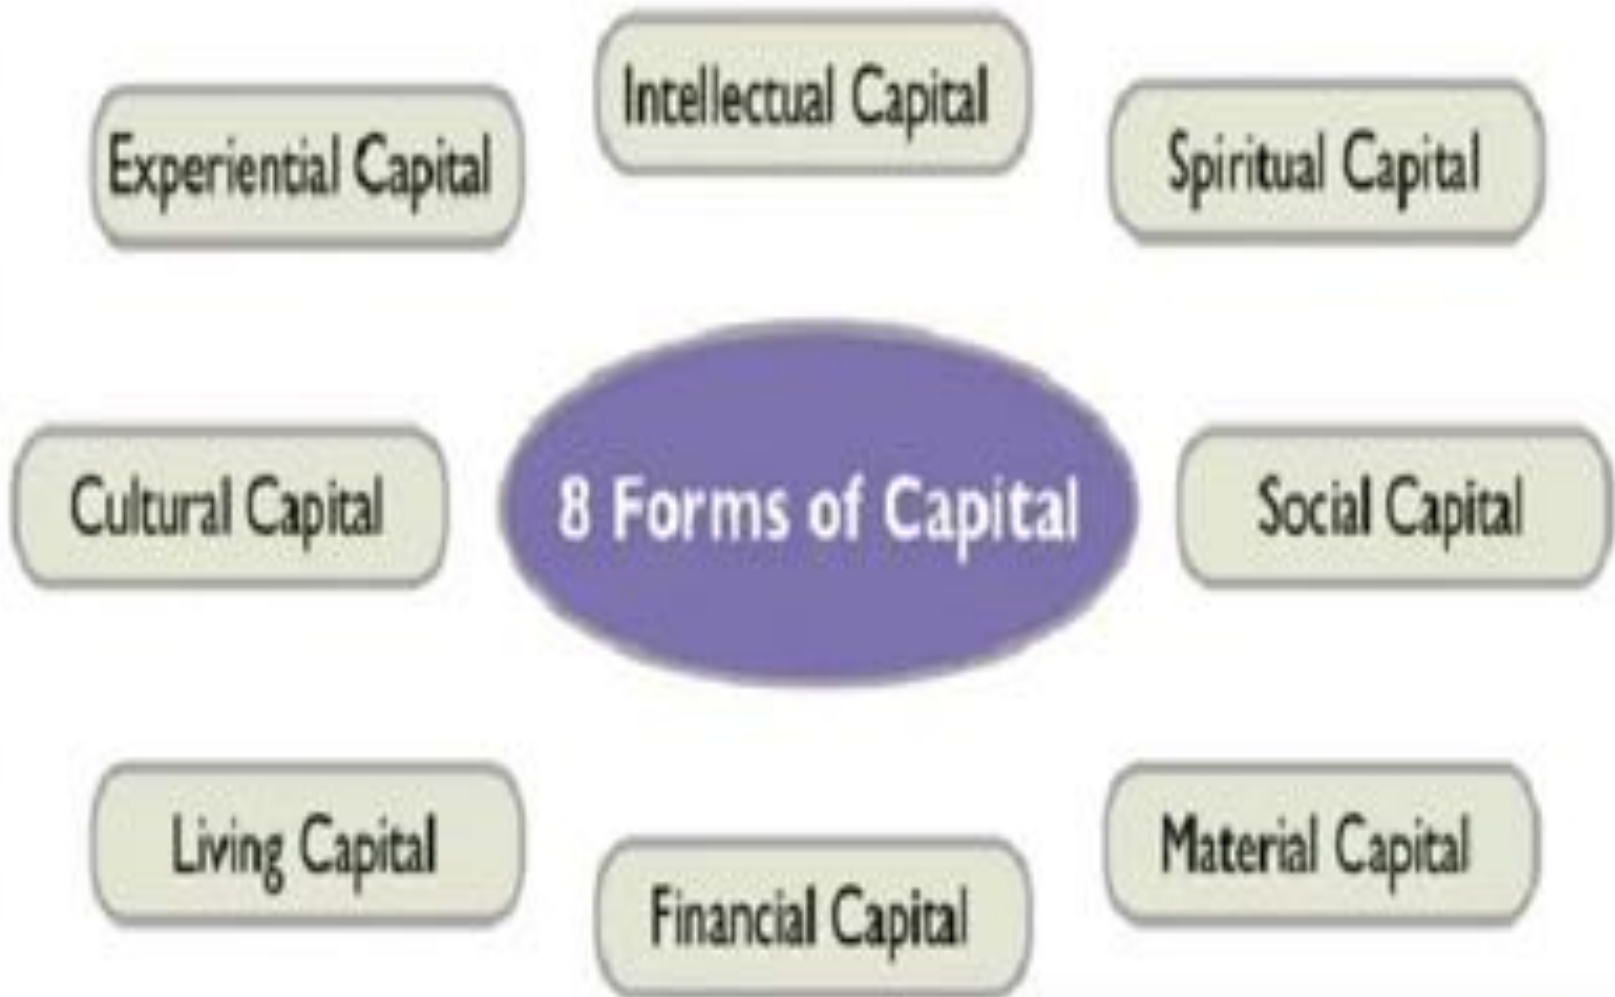 Intellectual Capital
Experiential Capital
Spiritual Capital
Cultural Capital
8 Forms of Capital
Social Capital
Living Capital
Material Capital
Financial Capital